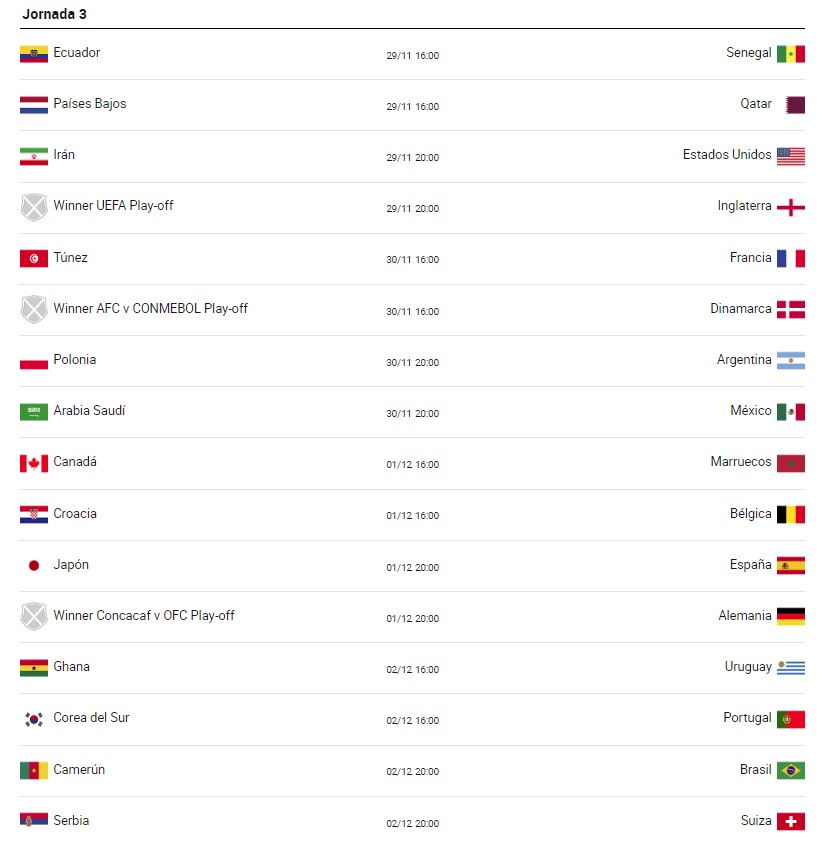 Jornada 3
Ecuador 29/11 16:00 Senegal
Países Bajos 29/11 16:00 Qatar
Irán 29/11 20:00 Estados Unidos
Winner UEFA Play-off 29/11 20:00 Inglaterra
Túnez 30/11 16:00 Francia
Winner AFC v CONMEBOL Play-off 30/11 16:00 Dinamarca
Polonia 30/11 20:00 Argentina
Arabia Saudí 30/11 20:00 México
Canadá 01/12 16:00 Marruecos
Croacia 01/12 16:00 Bélgica
Japón 01/12 20:00 España
Winner Concacaf v OFC Play-off 01/12 20:00 Alemania
Ghana 02/12 16:00 Uruguay
Corea del Sur 02/12 16:00 Portugal
Camerún 02/12 20:00 Brasil
Serbia 02/12 20:00 Suiza